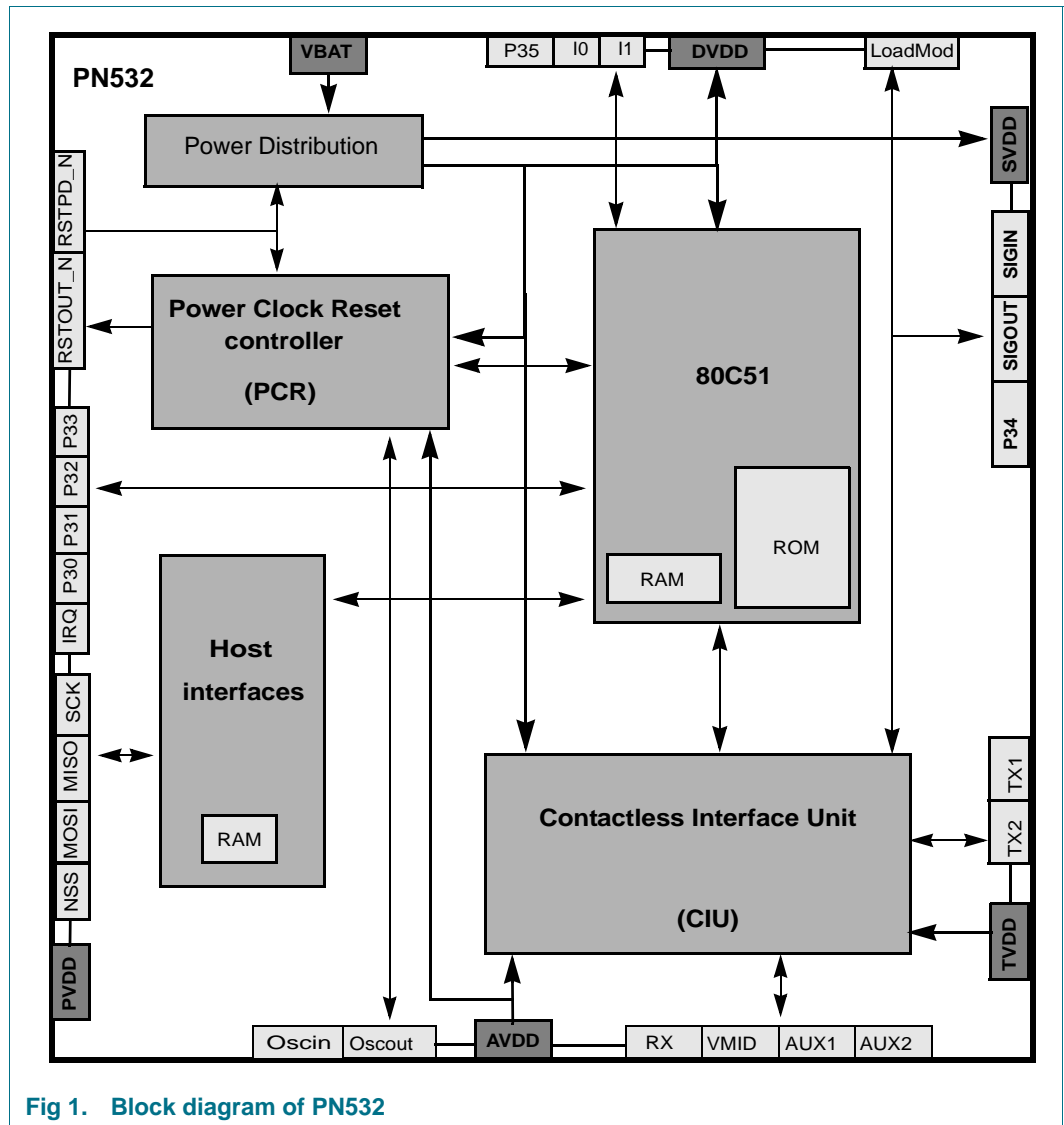 VBAT
P35
I0
I1
DVDD
LoadMod
PN532
Power Distribution
SVDD
RSTPD_N
RSTOUT_N
SIGIN
SIGOUT
P34
Power Clock Reset
controller
(PCR)
80C51
ROM
RAM
P33
P32
P31
P30
IRQ
SCK
MISO
MOSI
NSS
PVDD
Host
interfaces
RAM
Contactless Interface Unit
(CIU)
TX1
TX2
TVDD
Oscin
Oscout
AVDD
RX
VMID
AUX1
AUX2
Fig 1. Block diagram of PN532